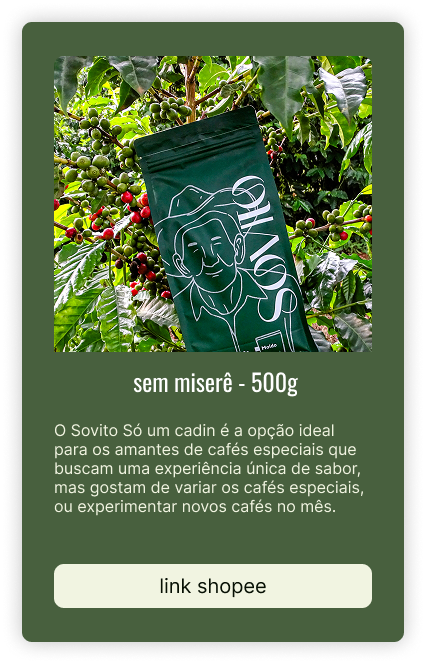 SOVITO
Moído
sem miserê - 500g
O Sovito Só um cadin é a opção ideal
para os amantes de cafés especiais que
buscam uma experiência única de sabor,
mas gostam de variar os cafés especiais,
ou experimentar novos cafés no mês.
link shopee